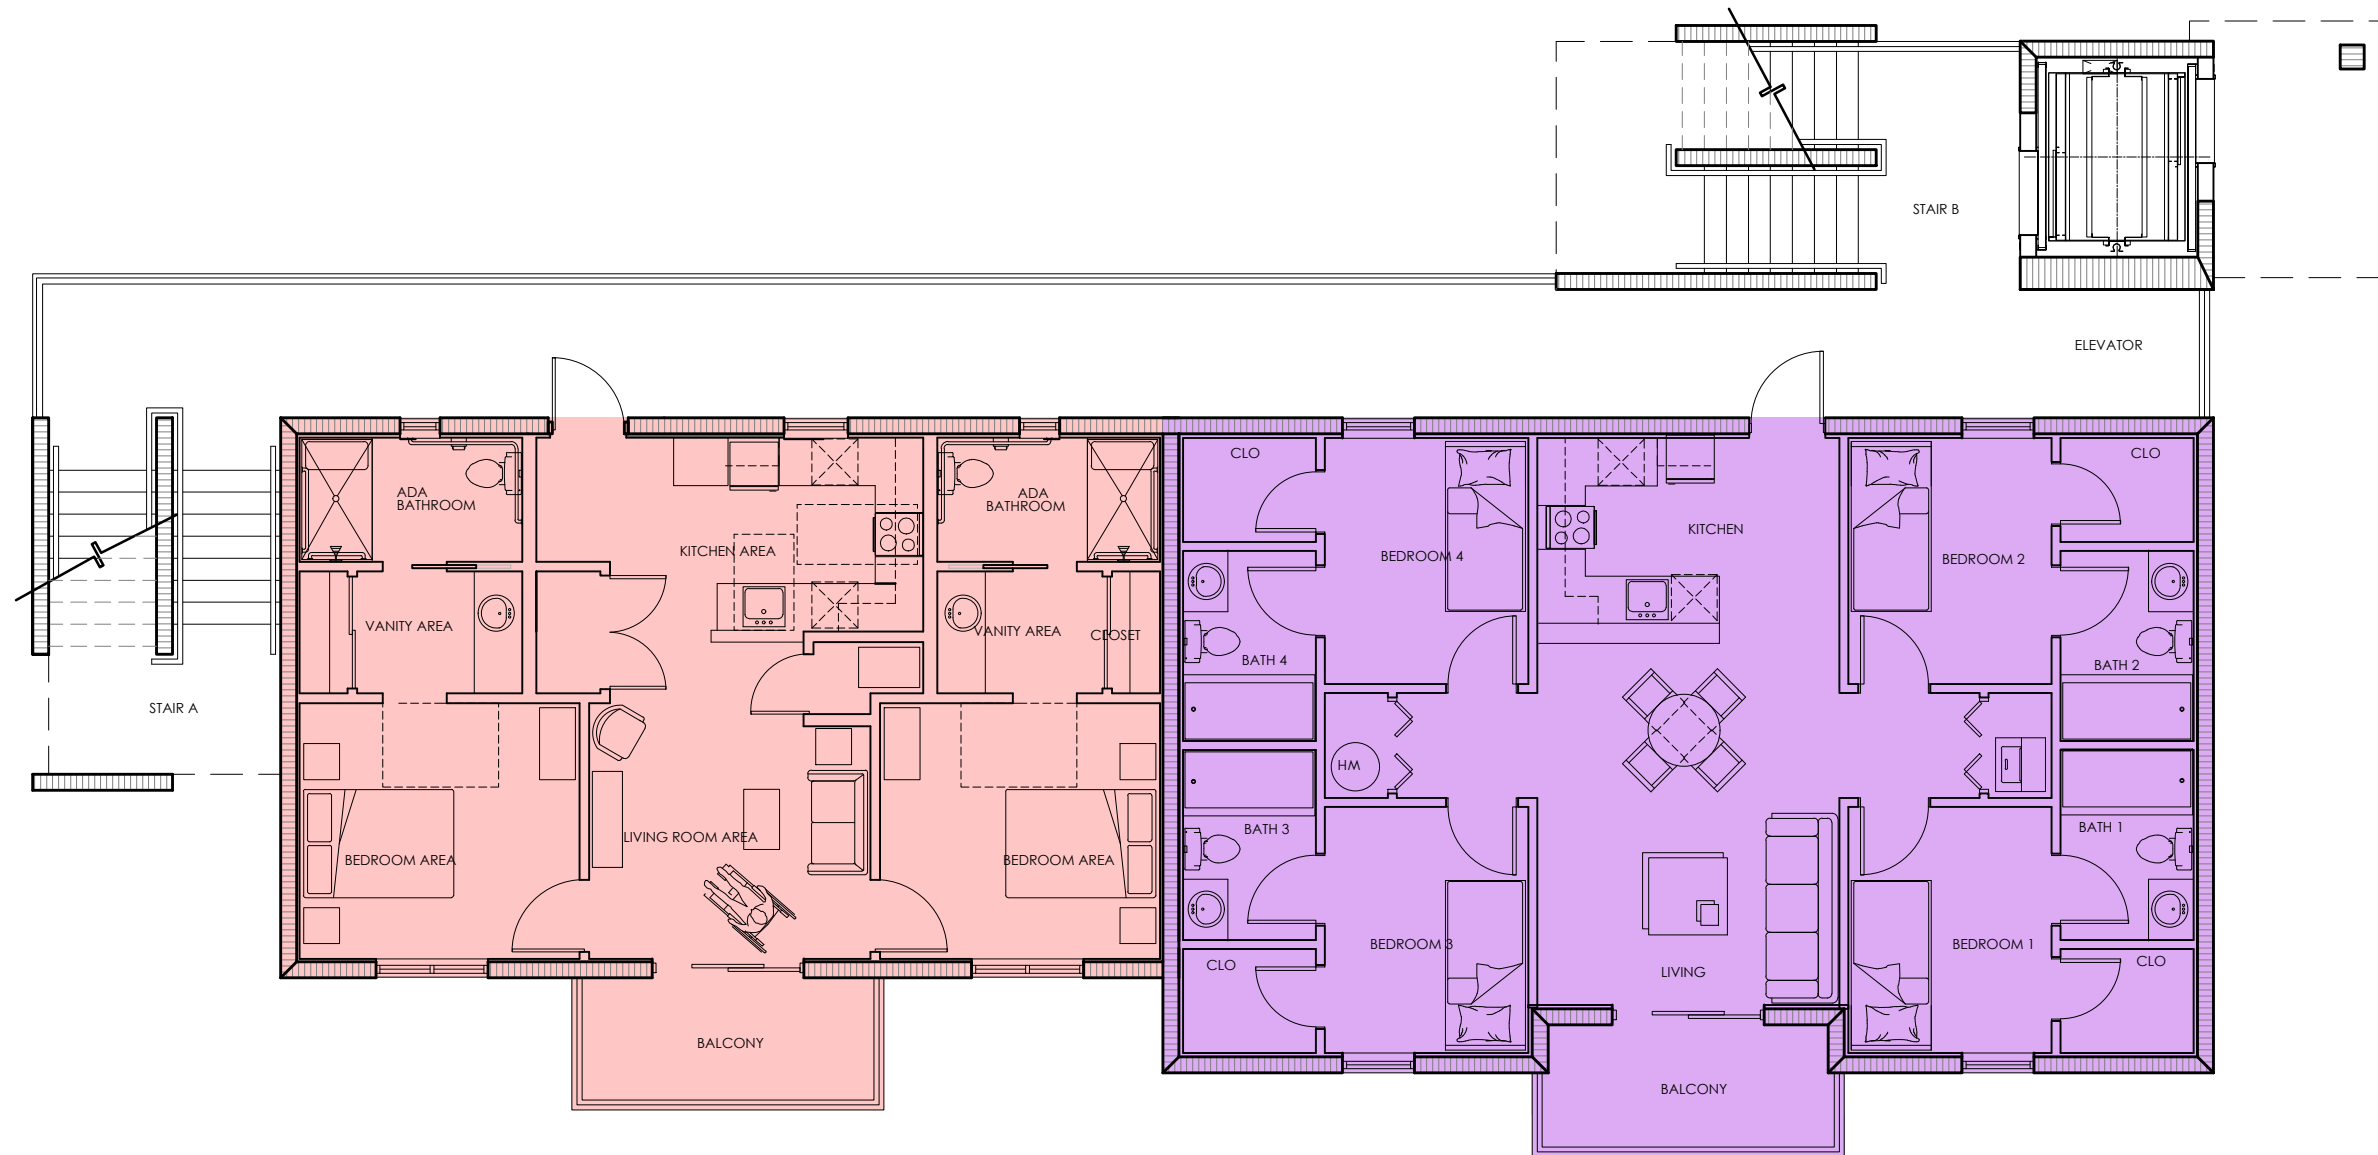 STAIR B
ELEVATOR
CLO
CLO
ADA
BATHROOM
ADA
BATHROOM
KITCHEN AREA
KITCHEN
BEDROOM 4
BEDROOM 2
VANITY AREA
VANITY AREA
CLOSET
BATH 4
BATH 2
STAIR A
HM
LIVING ROOM AREA
BATH 3
BATH 1
BEDROOM AREA
BEDROOM AREA
BEDROOM 3
BEDROOM 1
CLO
CLO
LIVING
BALCONY
BALCONY